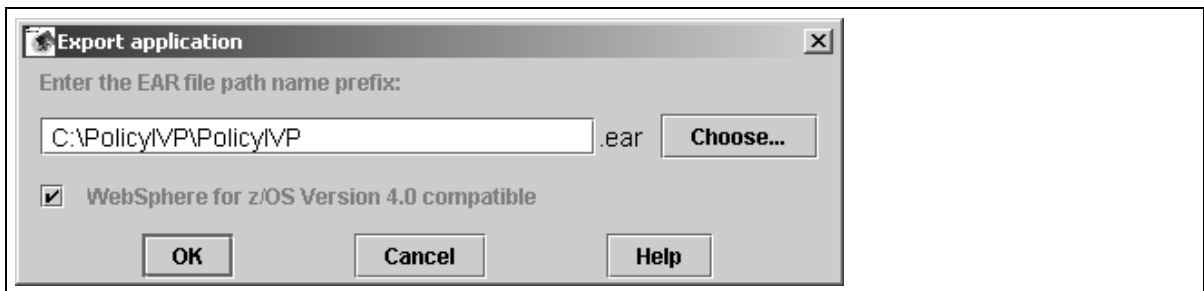 Export application
Enter the EAR file path name prefix:
C:\PolicyIVP\PolicyIVP .ear Choose...
WebSphere for z/OS Version 4.0 compatible
OK Cancel Help